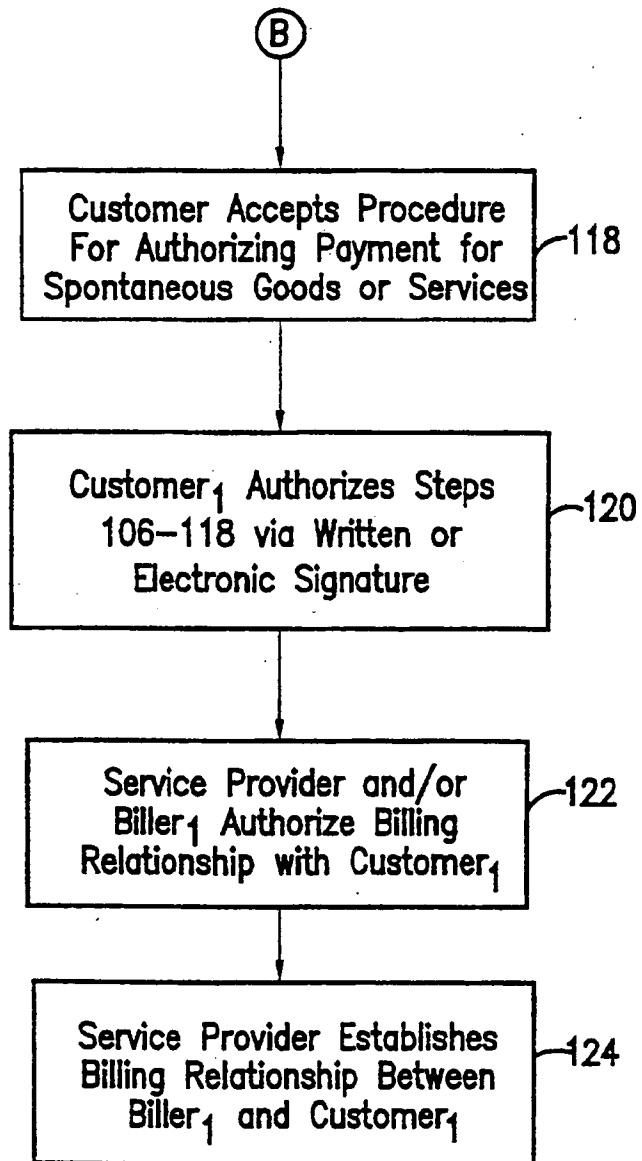 B
Customer Accepts Procedure
For Authorizing Payment for
Spontaneous Goods or Services
118
Customer₁ Authorizes Steps
106–118 via Written or
Electronic Signature
120
Service Provider and/or
Biller₁ Authorize Billing
Relationship with Customer₁
122
Service Provider Establishes
Billing Relationship Between
Biller₁ and Customer₁
124